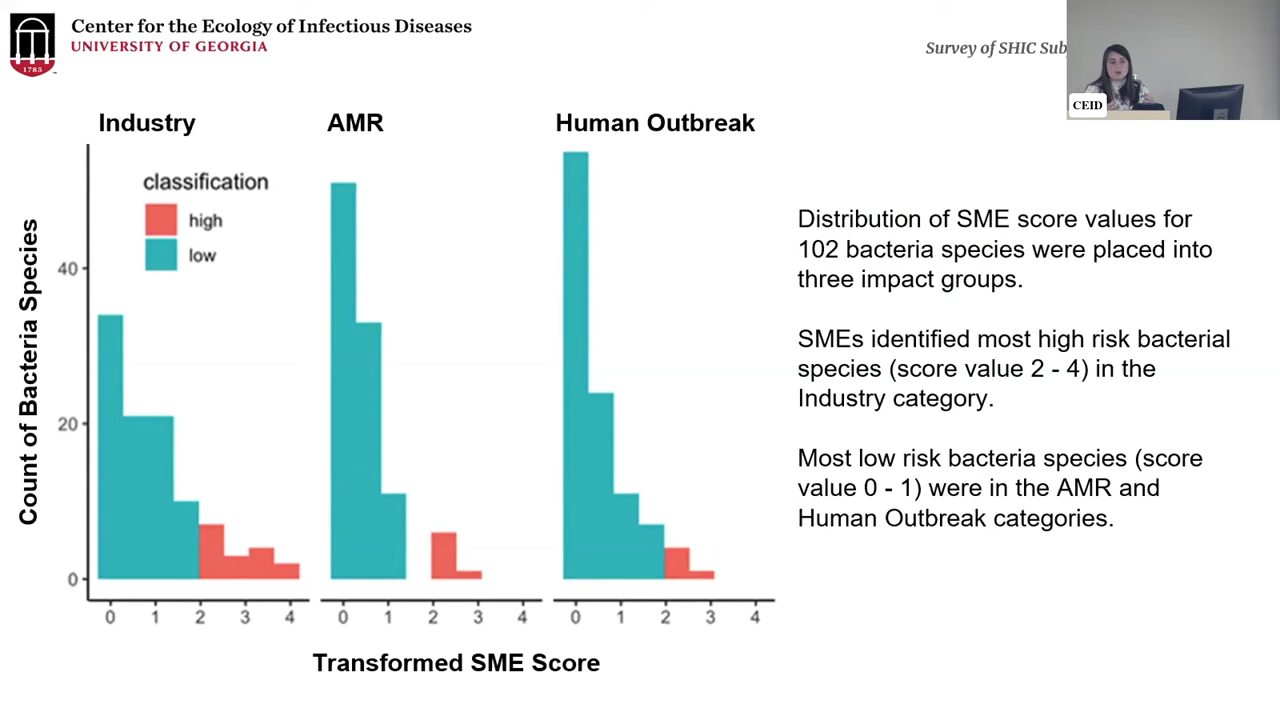 Center for the Ecology of Infectious Diseases
UNIVERSITY OF GEORGIA
1785
Survey of SHIC Sub
CEID
Industry
AMR
Human Outbreak
classification
high
low
Count of Bacteria Species
40
20
0
0 1 2 3 4
0 1 2 3 4
0 1 2 3 4
Transformed SME Score
Distribution of SME score values for
102 bacteria species were placed into
three impact groups.
SMEs identified most high risk bacterial
species (score value 2 - 4) in the
Industry category.
Most low risk bacteria species (score
value 0 - 1) were in the AMR and
Human Outbreak categories.